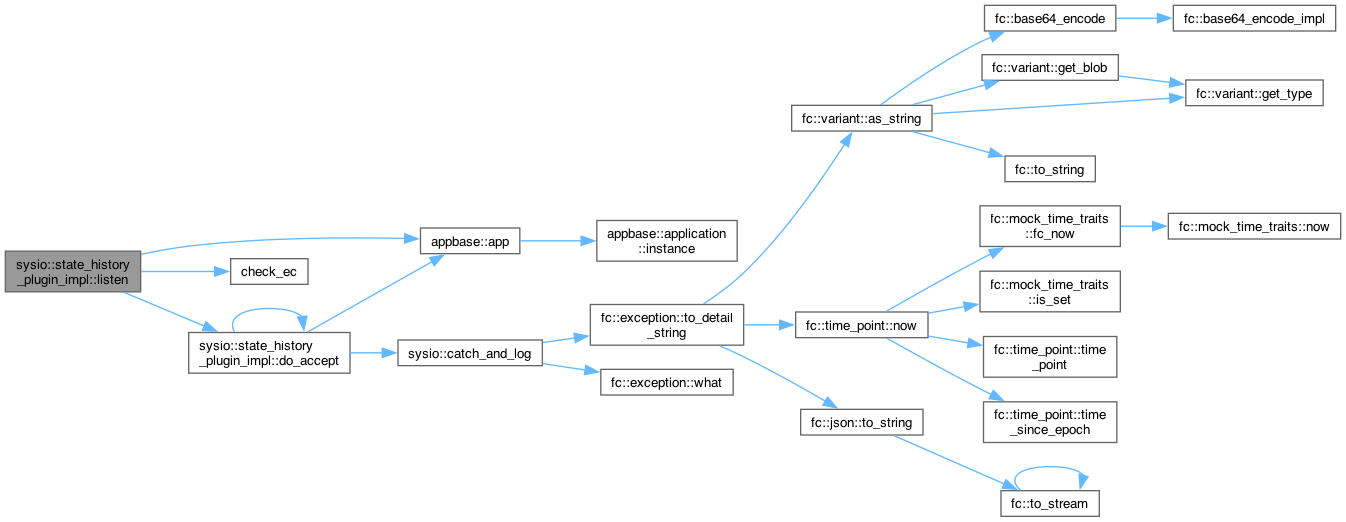 sysio::state_history
_plugin_impl::listen
appbase::app
appbase::application
::instance
check_ec
sysio::state_history
_plugin_impl::do_accept
sysio::catch_and_log
fc::exception::to_detail
_string
fc::exception::what
fc::variant::as_string
fc::base64_encode
fc::base64_encode_impl
fc::variant::get_blob
fc::variant::get_type
fc::to_string
fc::time_point::now
fc::mock_time_traits
::fc_now
fc::mock_time_traits::now
fc::mock_time_traits
::is_set
fc::time_point::time
_point
fc::time_point::time
_since_epoch
fc::json::to_string
fc::to_stream